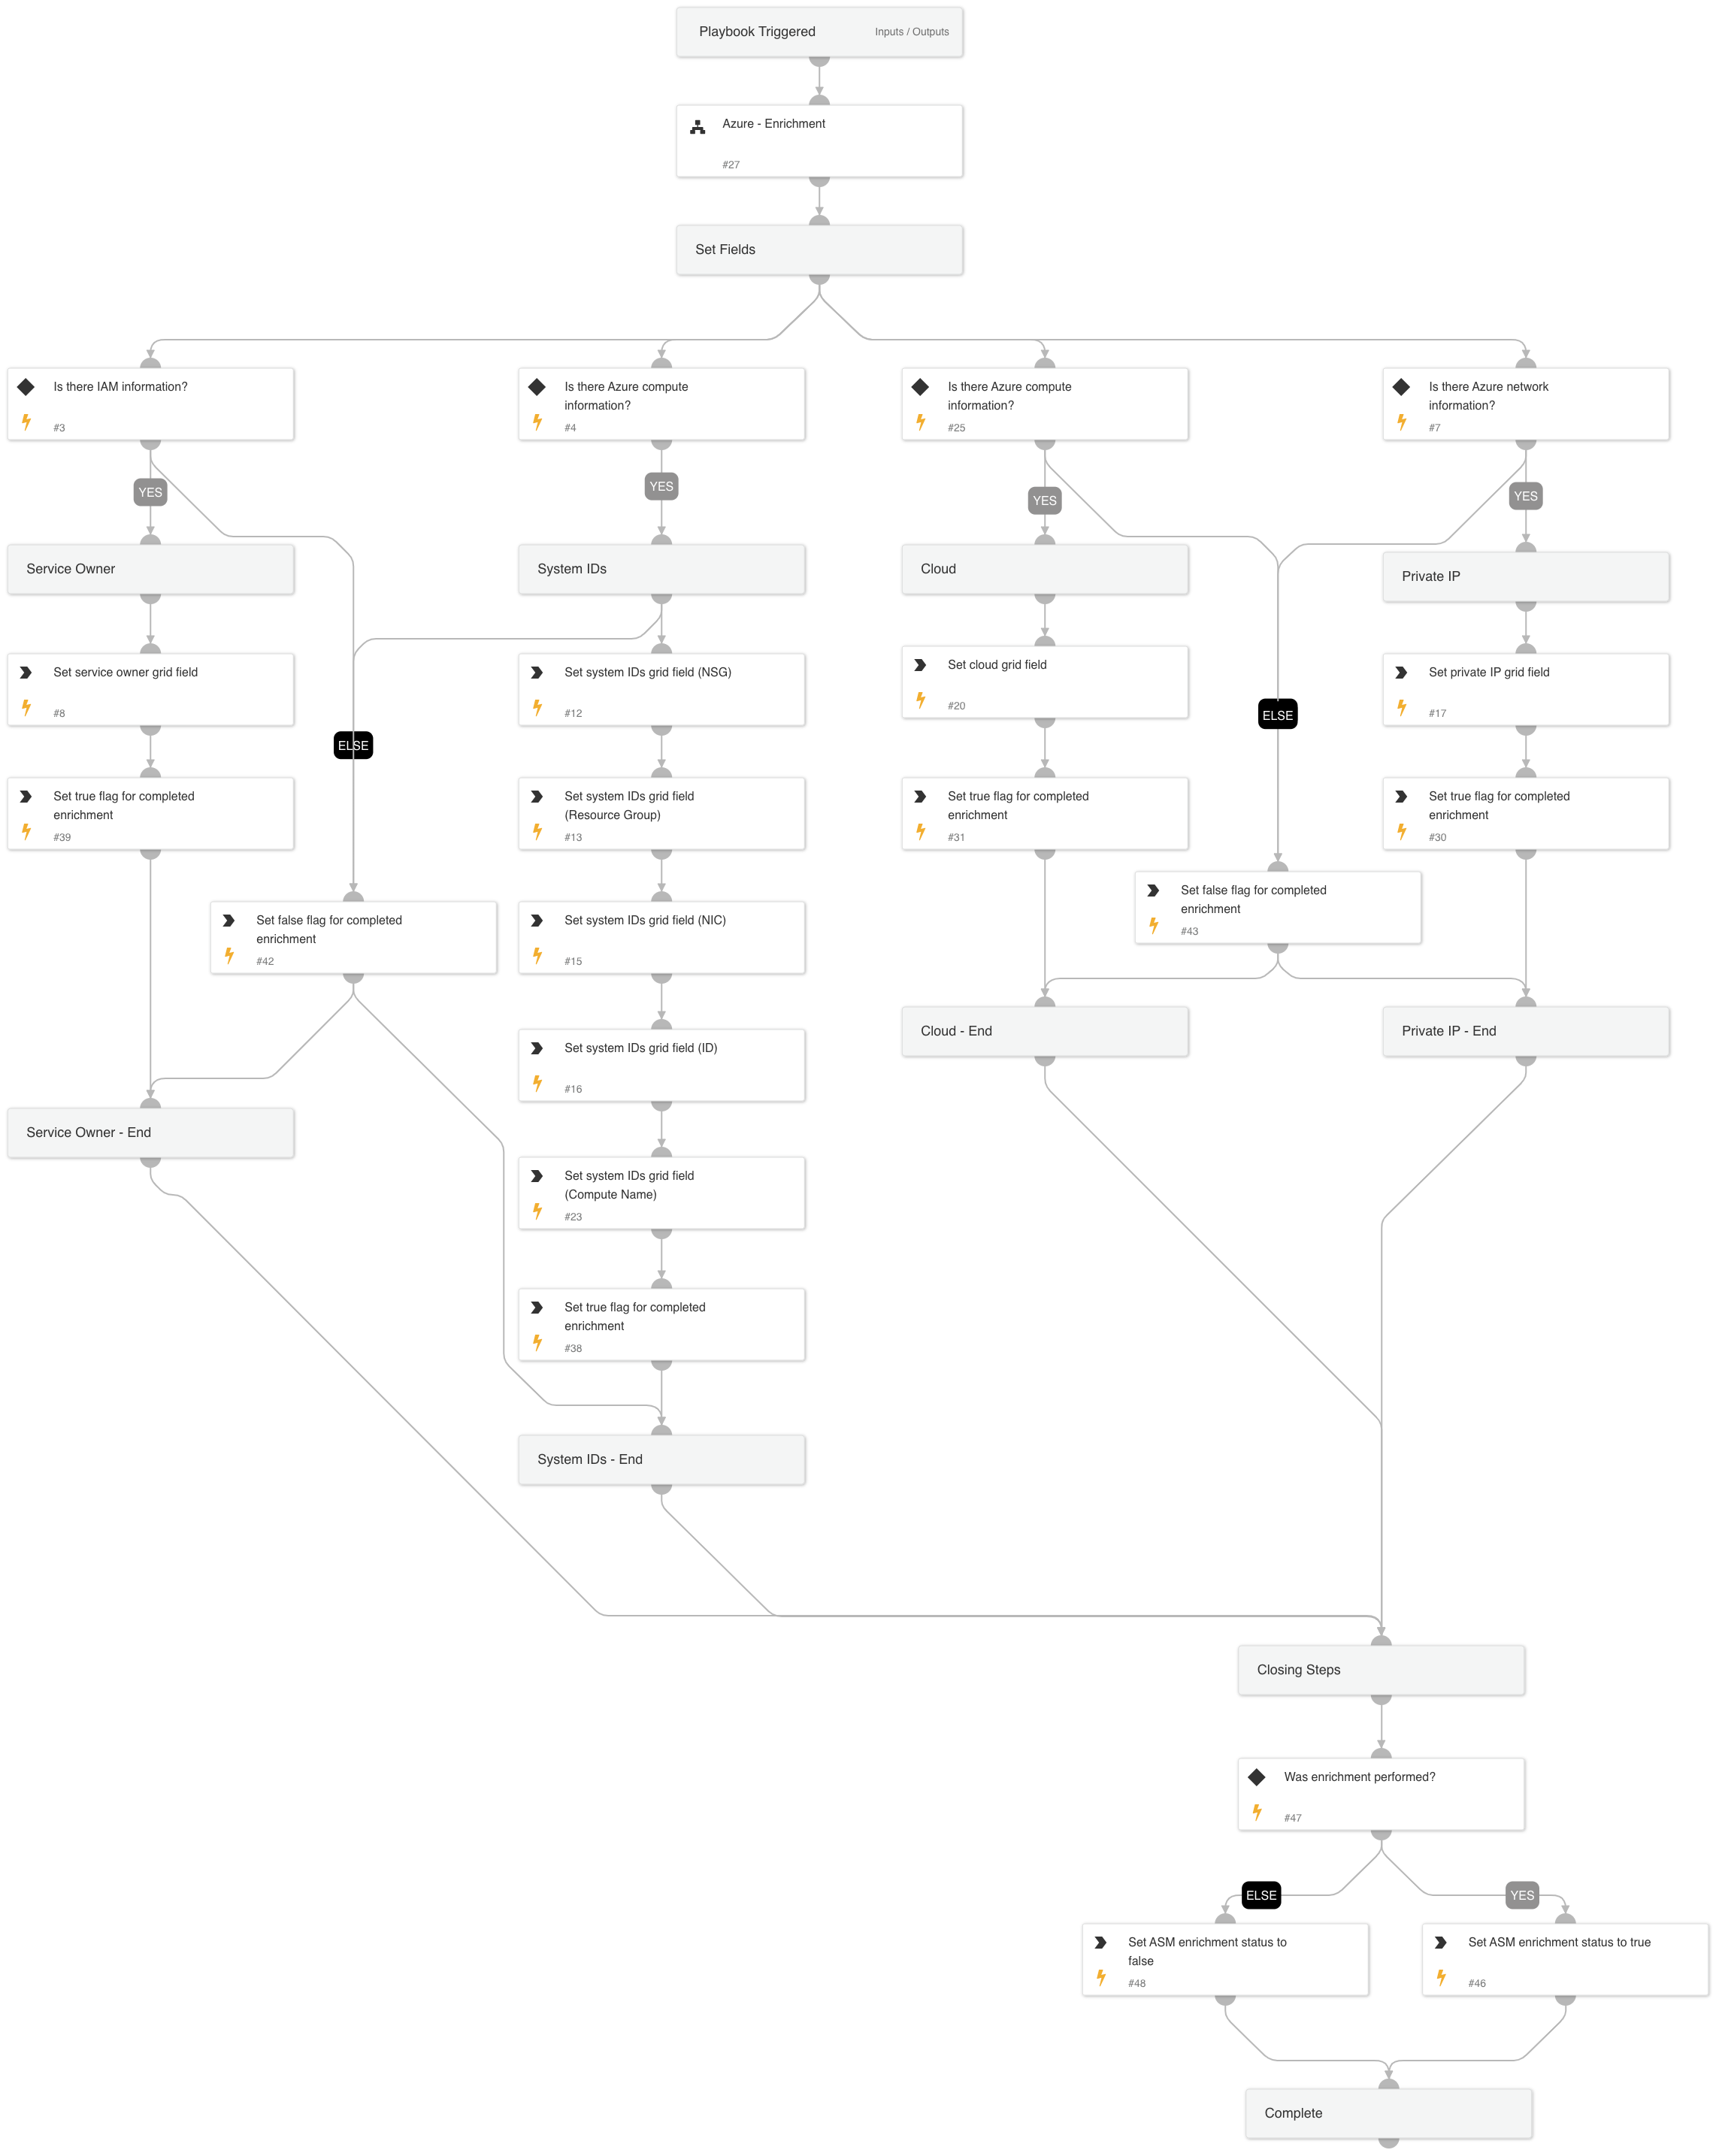 Playbook Triggered
Inputs / Outputs
Azure - Enrichment
#27
Set Fields
Is there IAM information?
#3
Is there Azure compute
information?
#4
Is there Azure compute
information?
#25
Is there Azure network
information?
#7
YES
YES
YES
YES
Service Owner
System IDs
Cloud
Private IP
Set service owner grid field
#8
Set system IDs grid field (NSG)
#12
Set cloud grid field
#20
Set private IP grid field
#17
ELSE
ELSE
Set true flag for completed
enrichment
#39
Set system IDs grid field
(Resource Group)
#13
Set true flag for completed
enrichment
#31
Set true flag for completed
enrichment
#30
Set false flag for completed
enrichment
#42
Set system IDs grid field (NIC)
#15
Set false flag for completed
enrichment
#43
Set system IDs grid field (ID)
#16
Cloud - End
Private IP - End
Service Owner - End
Set system IDs grid field
(Compute Name)
#23
Set true flag for completed
enrichment
#38
System IDs - End
Closing Steps
Was enrichment performed?
#47
ELSE
YES
Set ASM enrichment status to
false
#48
Set ASM enrichment status to true
#46
Complete